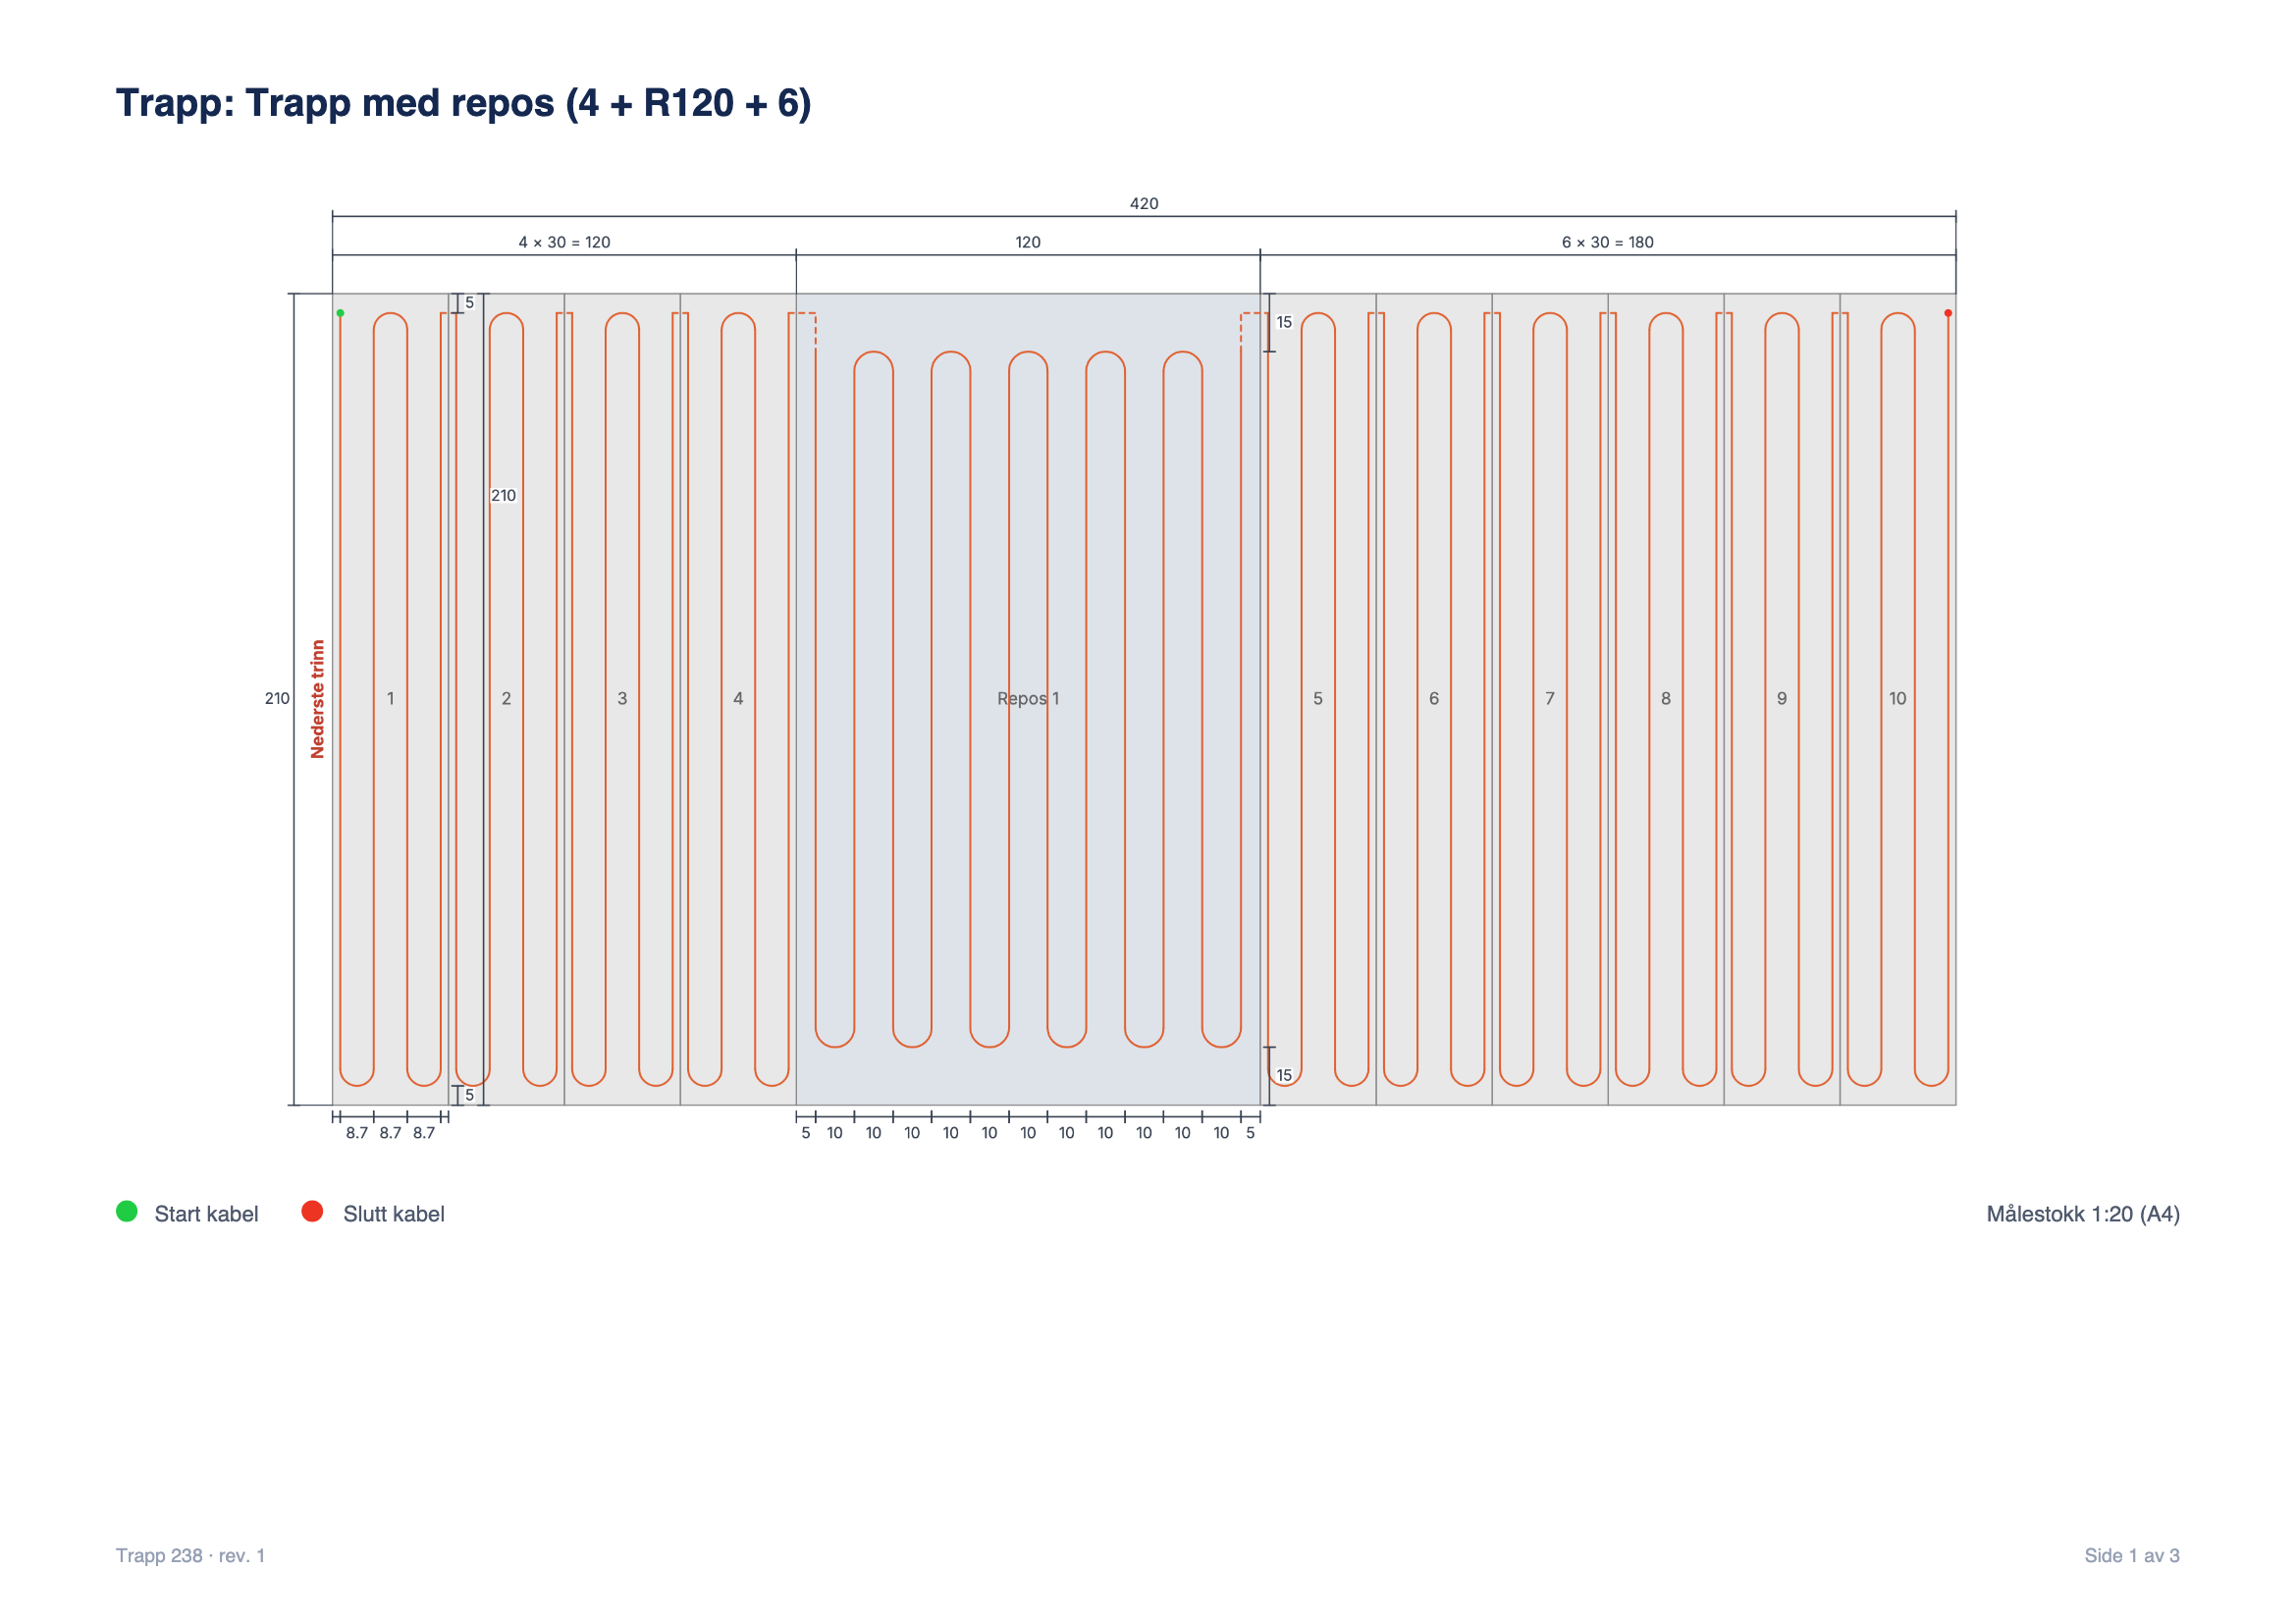 Trapp: Trapp med repos (4 + R120 + 6)
420
4 × 30 = 120
120
6 × 30 = 180
5
15
210
210
Nederste trinn
1
2
3
4
Repos 1
5
6
7
8
9
10
5
15
8.7 8.7 8.7
5 10 10 10 10 10 10 10 10 10 10 10 5
Start kabel
Slutt kabel
Målestokk 1:20 (A4)
Trapp 238 · rev. 1
Side 1 av 3